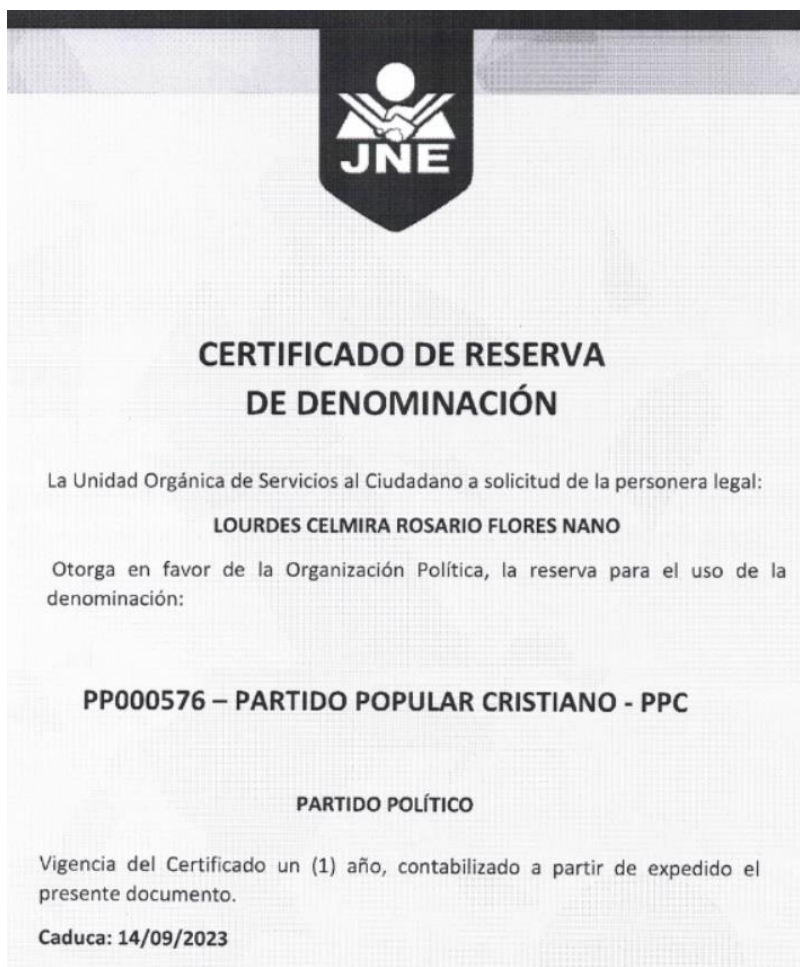 JNE
CERTIFICADO DE RESERVA
DE DENOMINACIÓN
La Unidad Orgánica de Servicios al Ciudadano a solicitud de la personera legal:
LOURDES CELMIRA ROSARIO FLORES NANO
Otorga en favor de la Organización Política, la reserva para el uso de la
denominación:
PP000576 – PARTIDO POPULAR CRISTIANO - PPC
PARTIDO POLÍTICO
Vigencia del Certificado un (1) año, contabilizado a partir de expedido el
presente documento.
Caduca: 14/09/2023